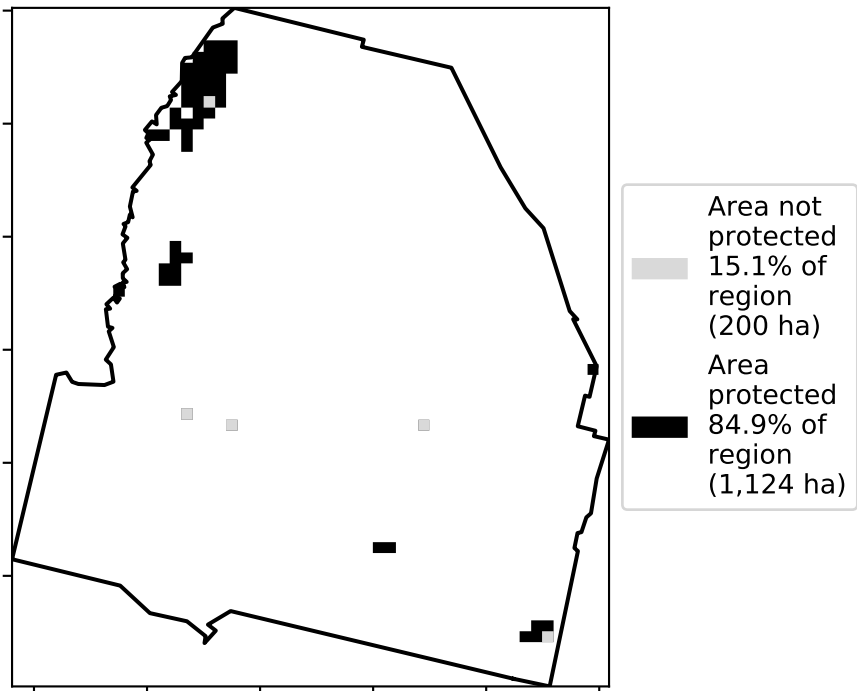 Area not
protected
15.1% of
region
(200 ha)
Area
protected
84.9% of
region
(1,124 ha)